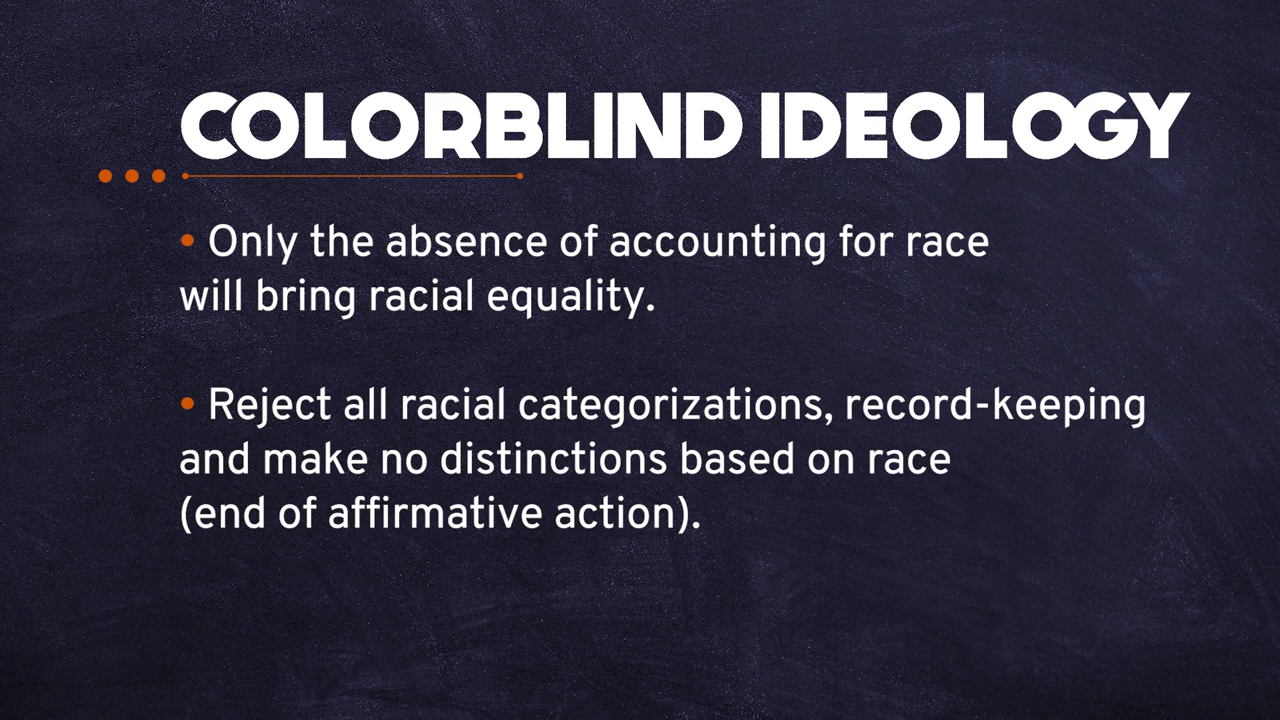 COLORBLIND IDEOLOGY
• Only the absence of accounting for race
will bring racial equality.
• Reject all racial categorizations, record-keeping
and make no distinctions based on race
(end of affirmative action).